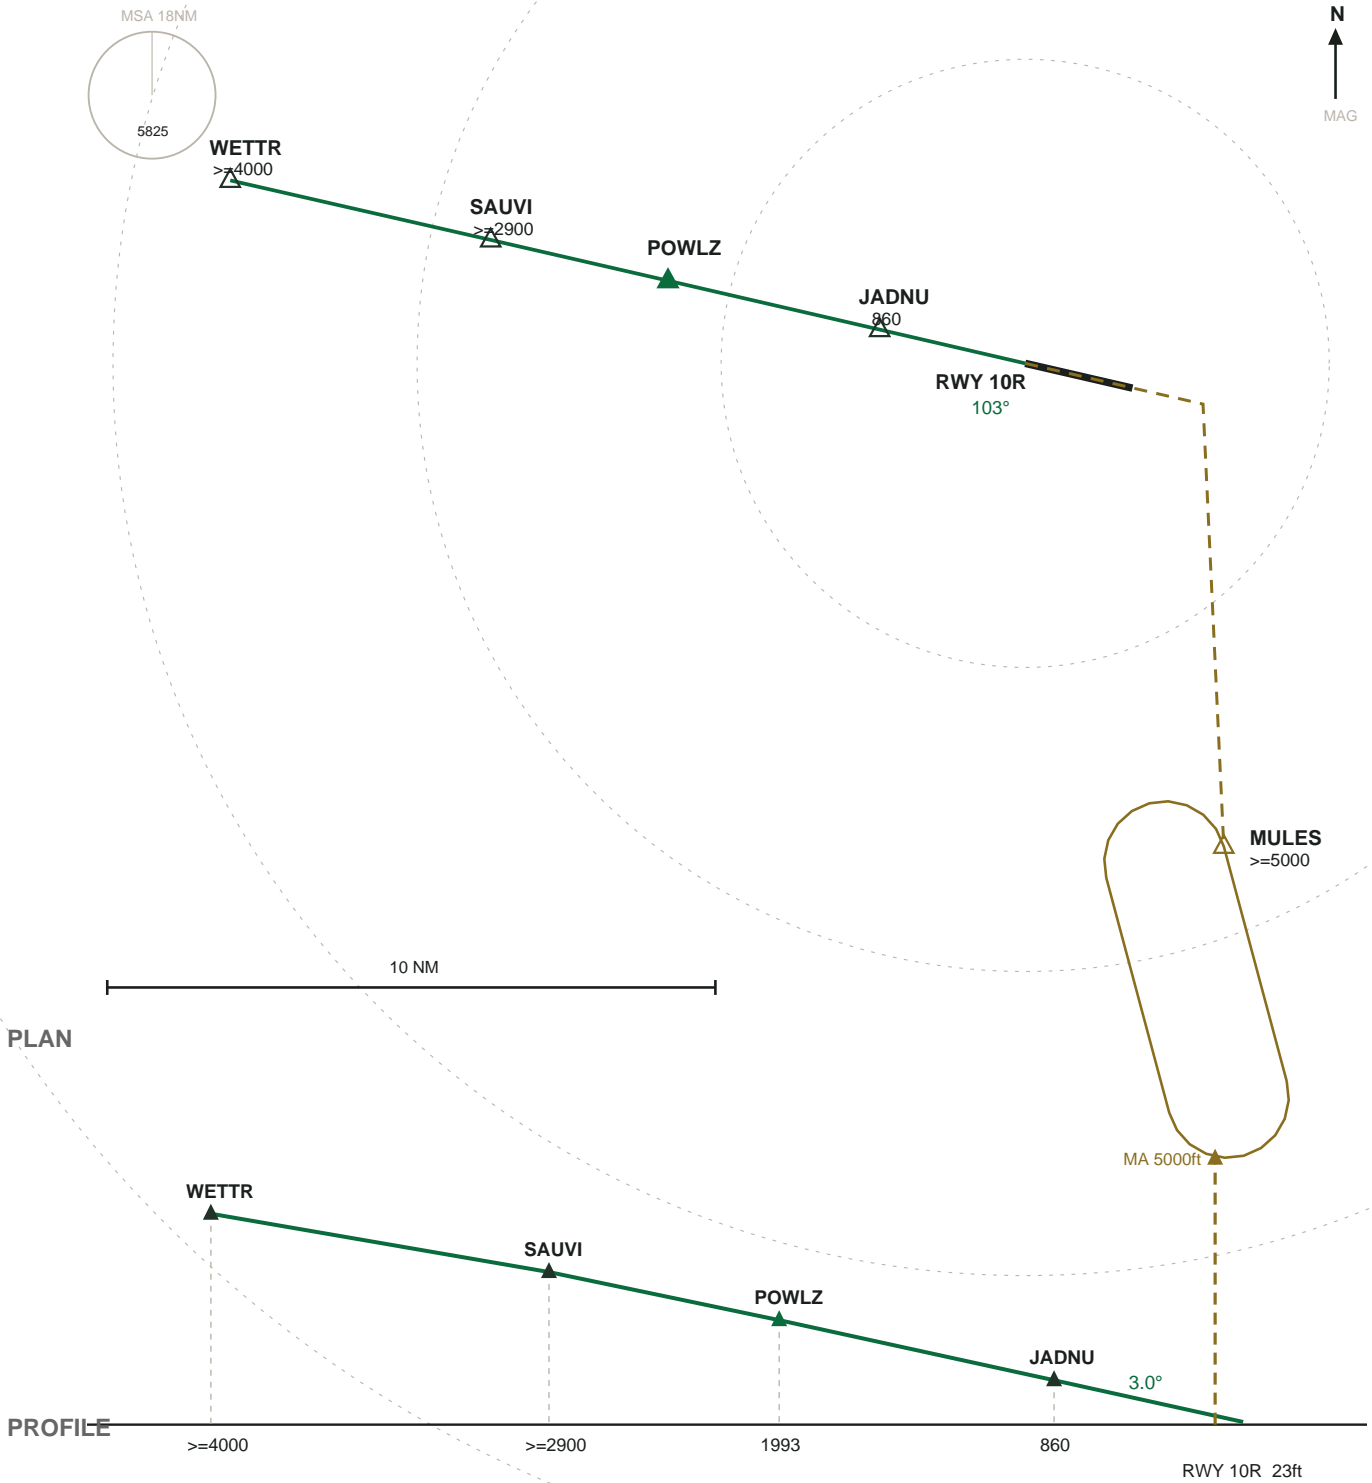 MSA 18NM
N
MAG
5825
WETTR
>=4000
SAUVI
>=2900
POWLZ
JADNU
860
RWY 10R
103°
MULES
>=5000
10 NM
PLAN
MA 5000ft
WETTR
SAUVI
POWLZ
JADNU
3.0°
PROFILE
>=4000
>=2900
1993
860
RWY 10R 23ft